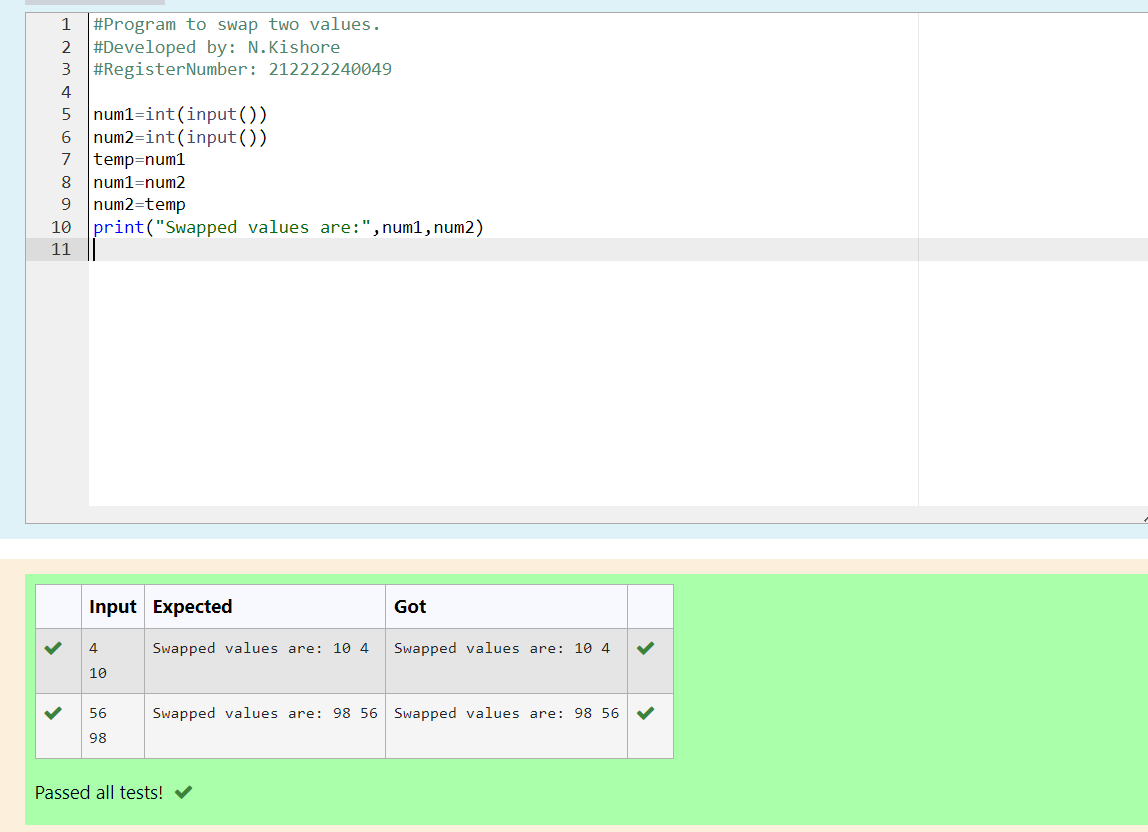 1 #Program to swap two values.
2 #Developed by: N.Kishore
3 #RegisterNumber: 212222240049
4
5 num1=int(input())
6 num2=int(input())
7 temp=num1
8 num1=num2
9 num2=temp
10 print("Swapped values are:",num1,num2)
11
Input Expected Got
4 Swapped values are: 10 4 Swapped values are: 10 4
10
56 Swapped values are: 98 56 Swapped values are: 98 56
98
Passed all tests!